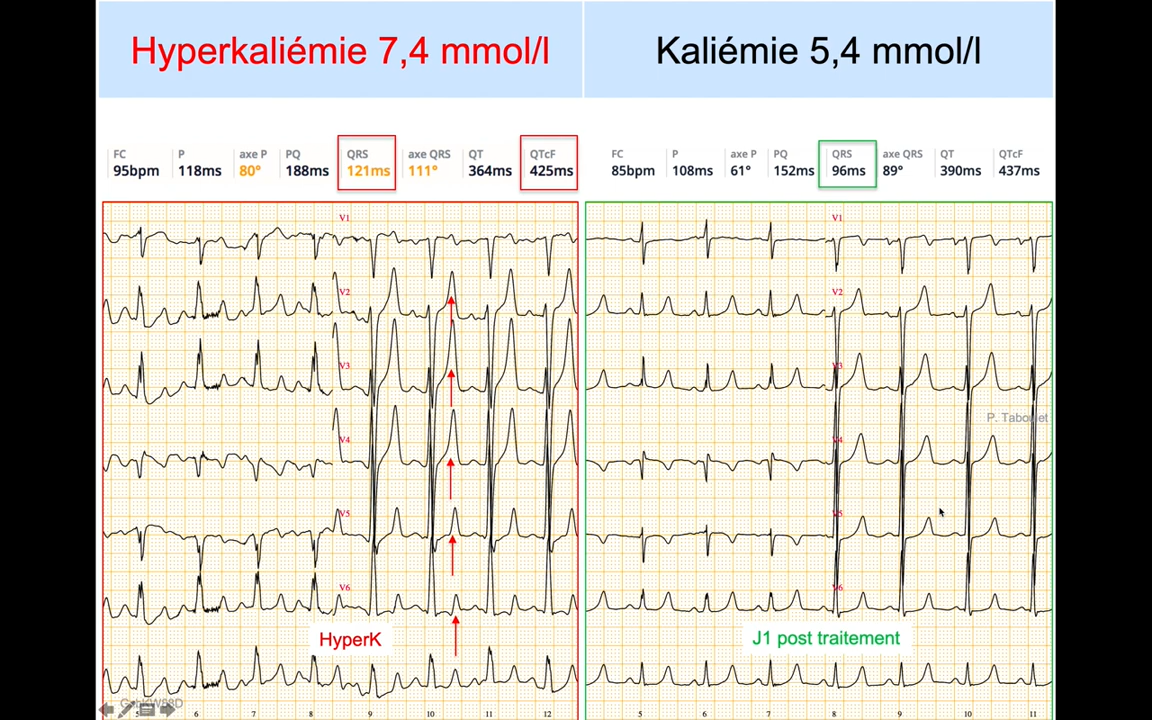 Hyperkaliémie 7,4 mmol/l
Kaliémie 5,4 mmol/l
FC P axe P PQ QRS axe QRS QT QTcF
95bpm 118ms 80° 188ms 121ms 111° 364ms 425ms
FC P axe P PQ QRS axe QRS QT QTcF
85bpm 108ms 61° 152ms 96ms 89° 390ms 437ms
V1
V2
V3
V4
V5
V6
HyperK
5 6 7 8 9 10 11 12
V1
V2
V3
P. Taboulet
V4
V5
V6
J1 post traitement
5 6 7 8 9 10 11